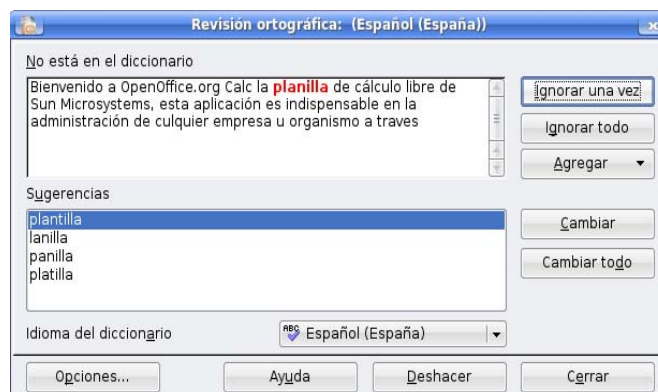 Revisión ortográfica: (Español (España))
No está en el diccionario
Bienvenido a OpenOffice.org Calc la planilla de cálculo libre de
Sun Microsystems, esta aplicación es indispensable en la
administración de culquier empresa u organismo a traves
Ignorar una vez
Ignorar todo
Agregar
Sugerencias
plantilla
lanilla
panilla
platilla
Cambiar
Cambiar todo
Idioma del diccionario
ABC Español (España)
Opciones...
Ayuda
Deshacer
Cerrar